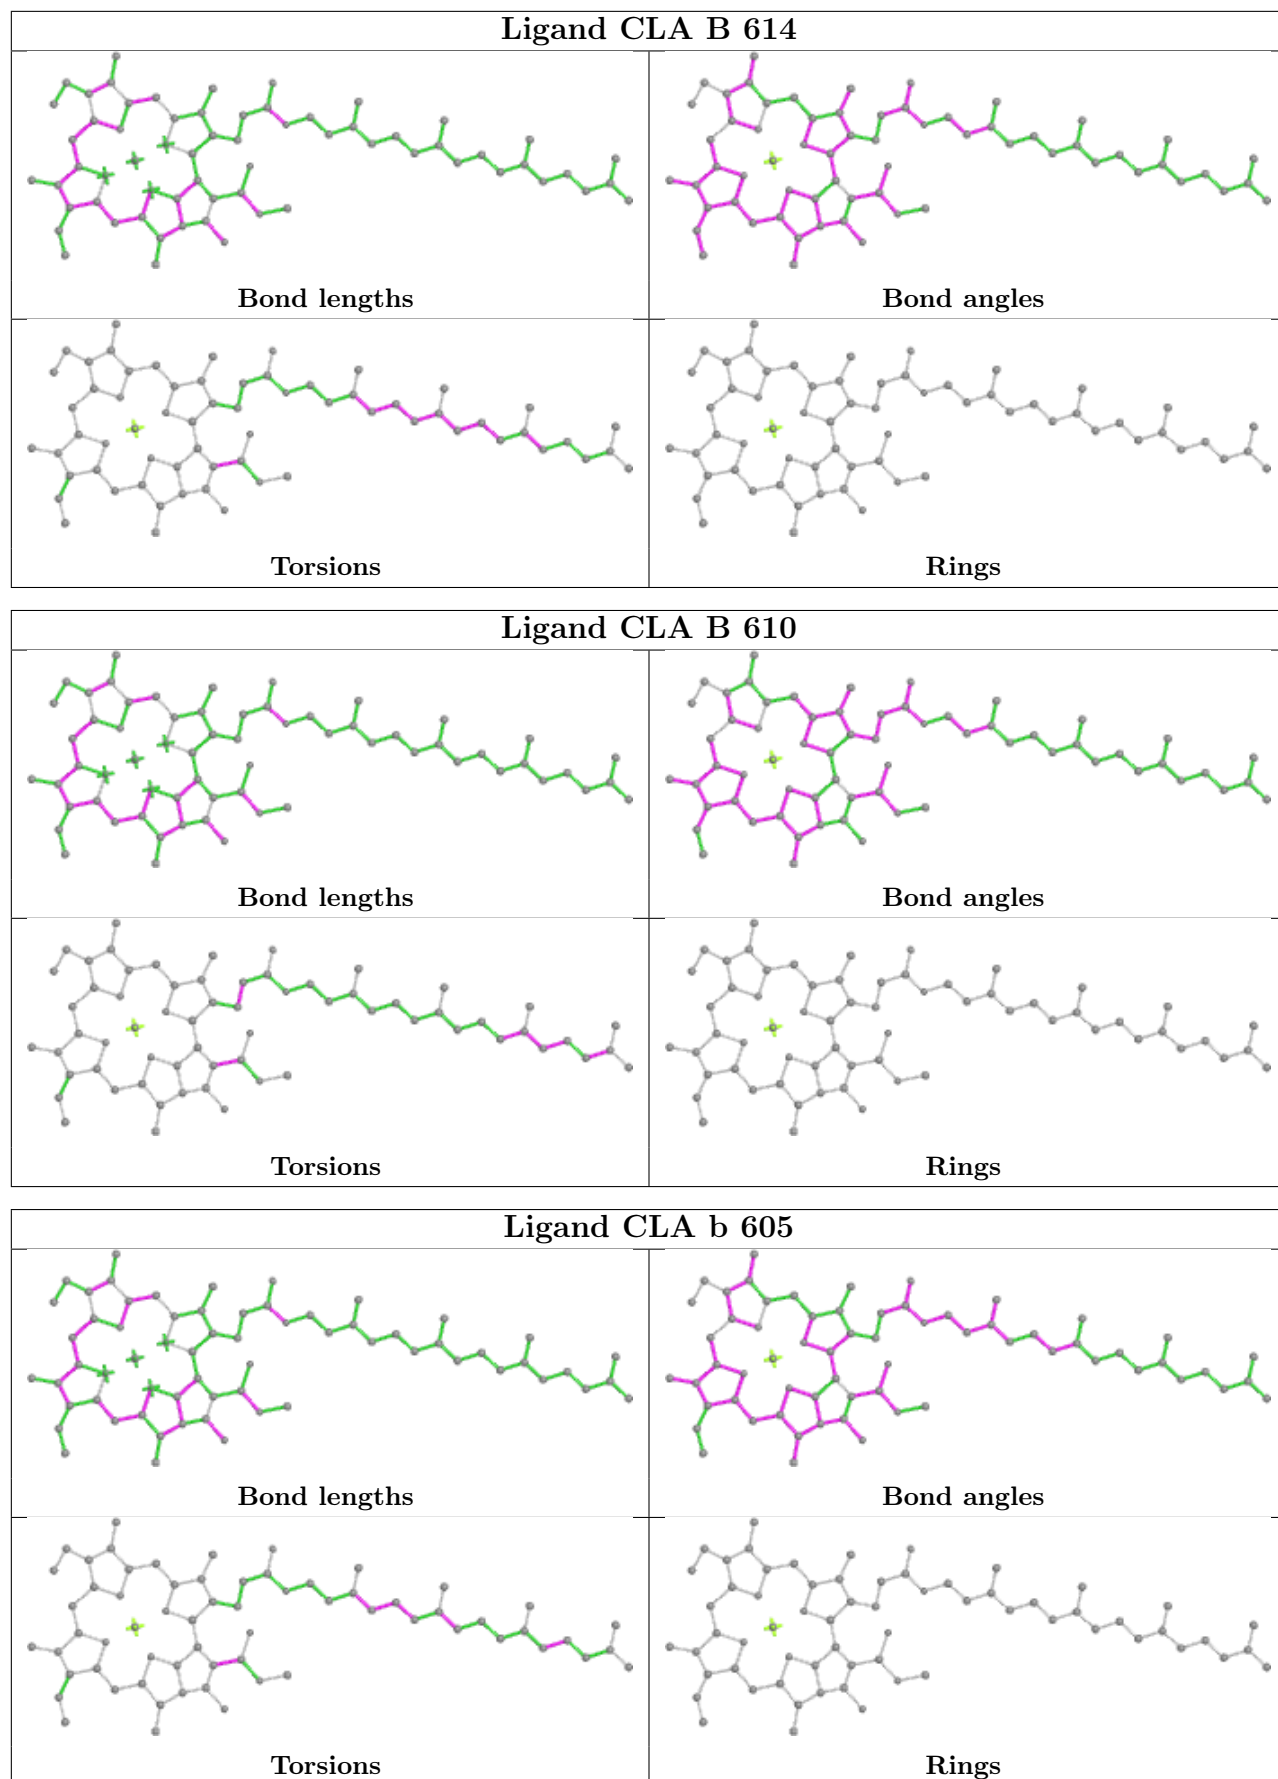 Ligand CLA B 614
Bond lengths
Bond angles
Torsions
Rings
Ligand CLA B 610
Bond lengths
Bond angles
Torsions
Rings
Ligand CLA b 605
Bond lengths
Bond angles
Torsions
Rings